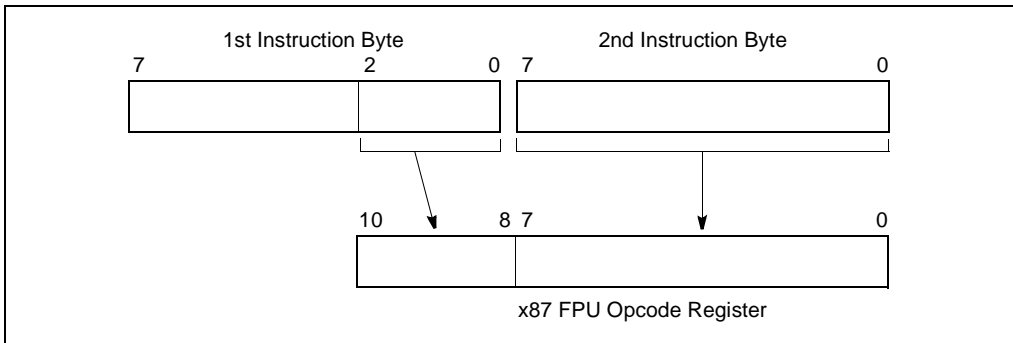 1st Instruction Byte 2nd Instruction Byte
7 2 0 7 0
10 8 7 0
x87 FPU Opcode Register